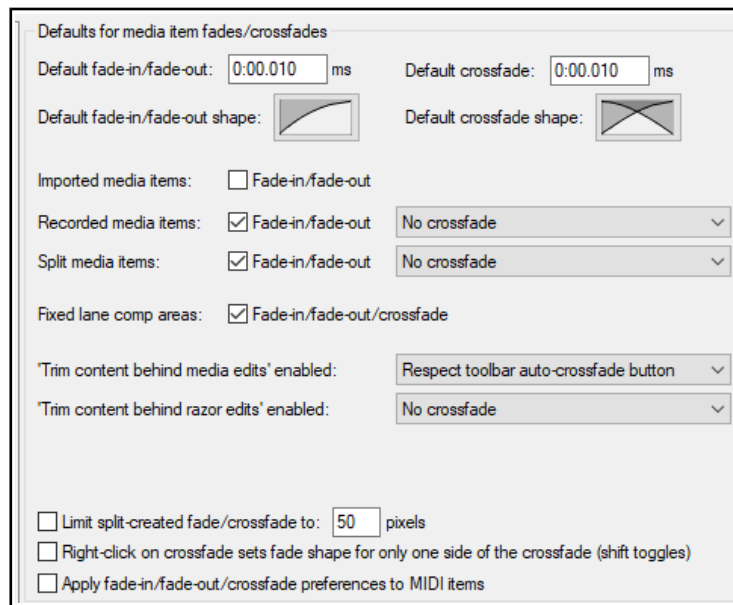 Defaults for media item fades/crossfades
Default fade-in/fade-out: 0:00.010 ms Default crossfade: 0:00.010 ms
Default fade-in/fade-out shape: Default crossfade shape:
Imported media items: Fade-in/fade-out
Recorded media items: Fade-in/fade-out No crossfade
Split media items: Fade-in/fade-out No crossfade
Fixed lane comp areas: Fade-in/fade-out/crossfade
'Trim content behind media edits' enabled: Respect toolbar auto-crossfade button
'Trim content behind razor edits' enabled: No crossfade
Limit split-created fade/crossfade to: 50 pixels
Right-click on crossfade sets fade shape for only one side of the crossfade (shift toggles)
Apply fade-in/fade-out/crossfade preferences to MIDI items